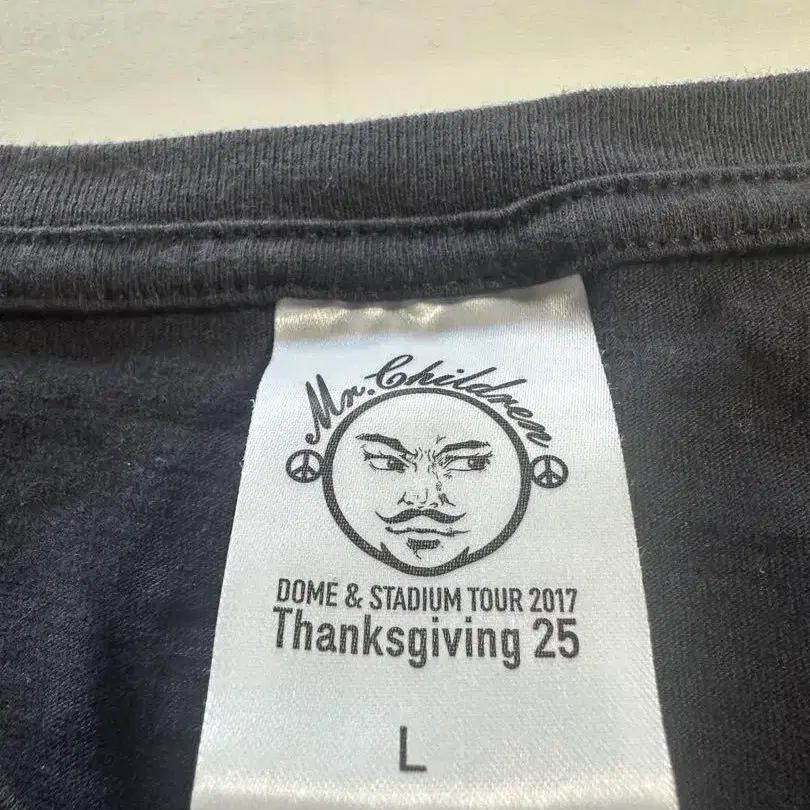 Mr. Children
DOME & STADIUM TOUR 2017
Thanksgiving 25
L